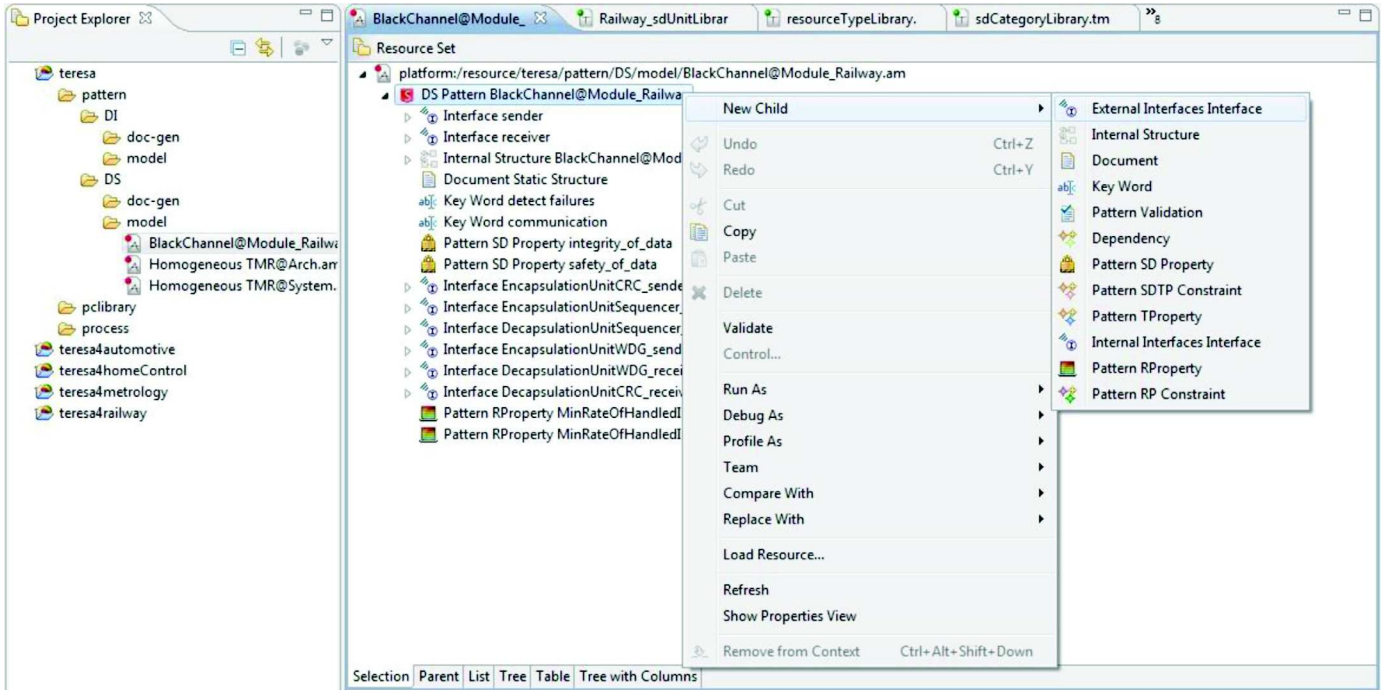 Project Explorer
BlackChannel@Module_
Railway_sdUnitLibrar
resourceTypeLibrary.
sdCategoryLibrary.tm
»8
teresa
pattern
DI
doc-gen
model
DS
doc-gen
model
BlackChannel@Module_Railwa
Homogeneous TMR@Arch.am
Homogeneous TMR@System.
pclibrary
process
teresa4automotive
teresa4homeControl
teresa4metrology
teresa4railway
Resource Set
platform:/resource/teresa/pattern/DS/model/BlackChannel@Module_Railway.am
DS Pattern BlackChannel@Module_Railwa
Interface sender
Interface receiver
Internal Structure BlackChannel@Mod
Document Static Structure
Key Word detect failures
Key Word communication
Pattern SD Property integrity_of_data
Pattern SD Property safety_of_data
Interface EncapsulationUnitCRC_sende
Interface EncapsulationUnitSequencer_
Interface DecapsulationUnitSequencer_
Interface EncapsulationUnitWDG_send
Interface DecapsulationUnitWDG_recei
Interface DecapsulationUnitCRC_receiv
Pattern RProperty MinRateOfHandledI
Pattern RProperty MinRateOfHandledI
New Child
Undo Ctrl+Z
Redo Ctrl+Y
Cut
Copy
Paste
Delete
Validate
Control...
Run As
Debug As
Profile As
Team
Compare With
Replace With
Load Resource...
Refresh
Show Properties View
Remove from Context Ctrl+Alt+Shift+Down
External Interfaces Interface
Internal Structure
Document
Key Word
Pattern Validation
Dependency
Pattern SD Property
Pattern SDTP Constraint
Pattern TProperty
Internal Interfaces Interface
Pattern RProperty
Pattern RP Constraint
Selection Parent List Tree Table Tree with Columns